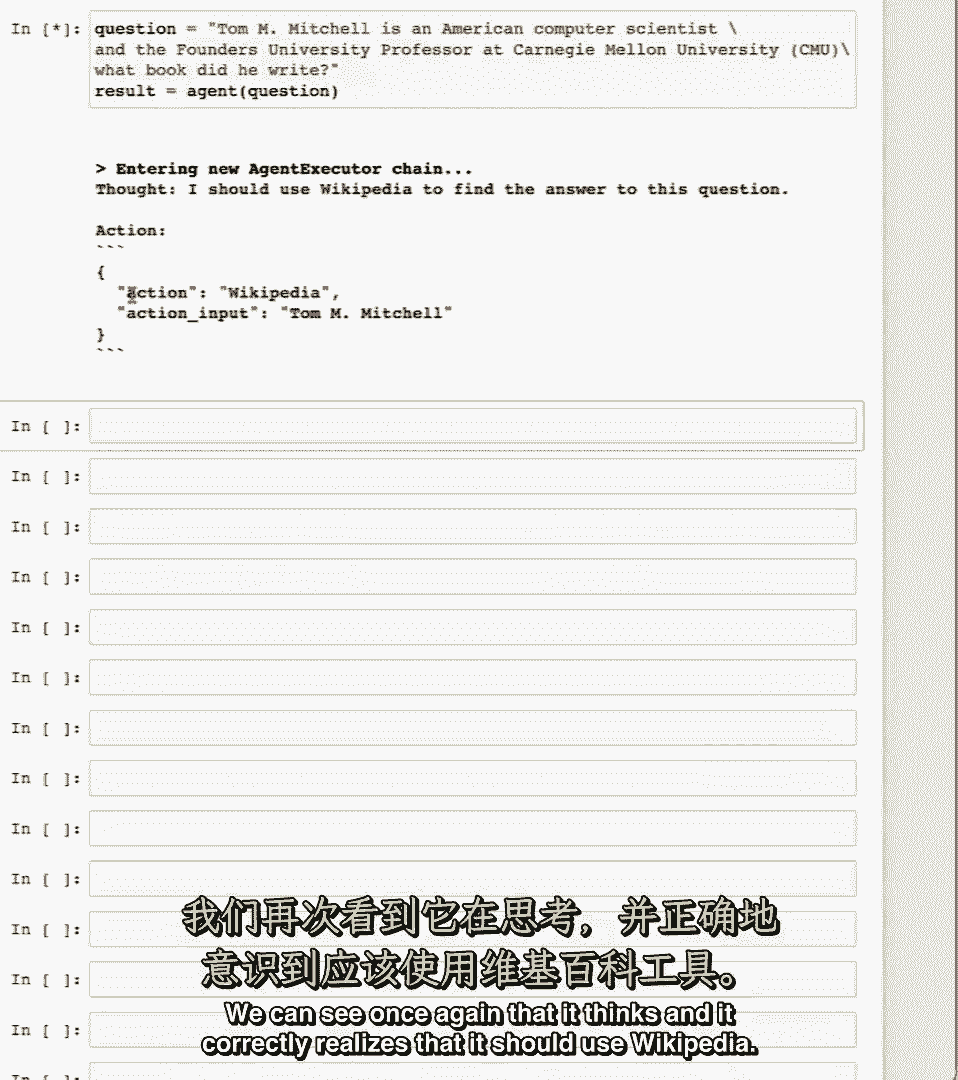 In [*]: question = "Tom M. Mitchell is an American computer scientist \
and the Founders University Professor at Carnegie Mellon University (CMU)\
what book did he write?"
result = agent(question)
> Entering new AgentExecutor chain...
Thought: I should use Wikipedia to find the answer to this question.
Action:
```
{
"action": "Wikipedia",
"action_input": "Tom M. Mitchell"
}
```
In [ ]:
In [ ]:
In [ ]:
In [ ]:
In [ ]:
In [ ]:
In [ ]:
In [ ]:
In [ ]:
In [ ]:
In [ ]:
In [ ]:
In [ ]:
In [ ]:
我们再次看到它在思考，并正确地
意识到应该使用维基百科工具。
We can see once again that it thinks and it
correctly realizes that it should use Wikipedia.